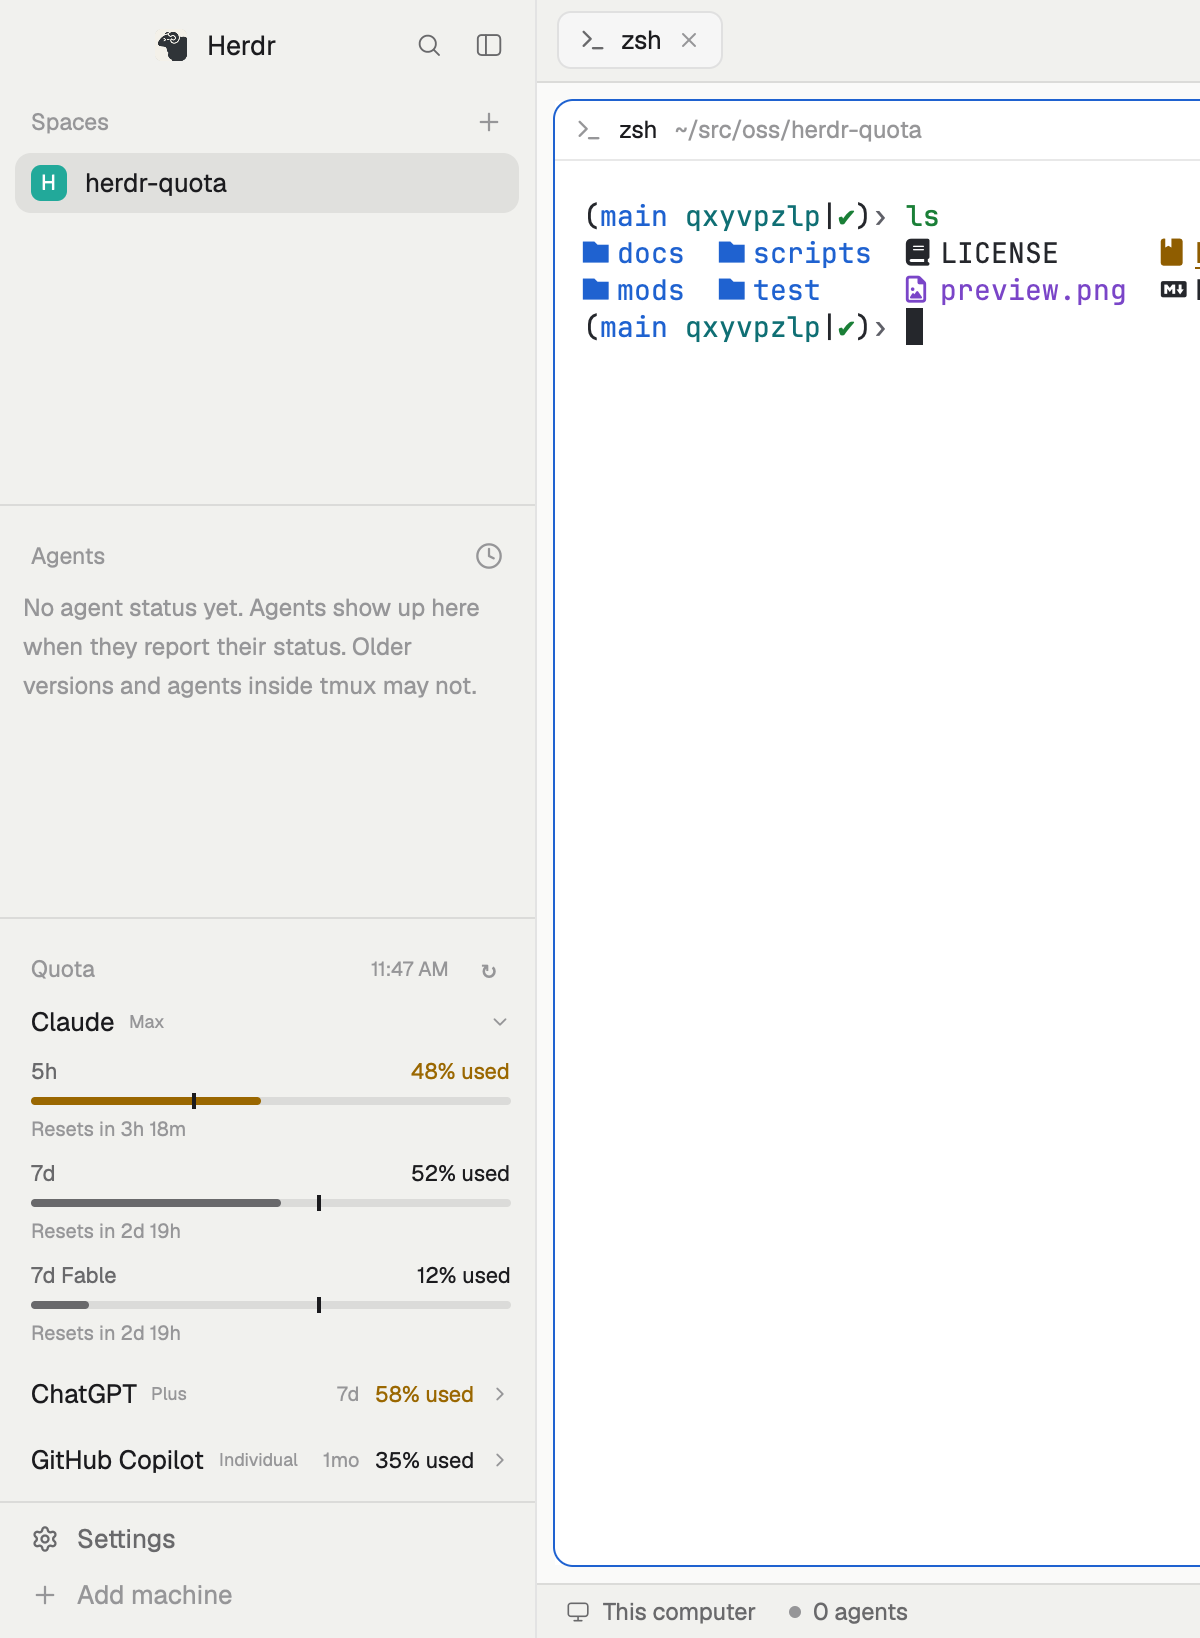 Herdr
Spaces
H herdr-quota
Agents
No agent status yet. Agents show up here
when they report their status. Older
versions and agents inside tmux may not.
Quota 11:47 AM
Claude Max
5h 48% used
Resets in 3h 18m
7d 52% used
Resets in 2d 19h
7d Fable 12% used
Resets in 2d 19h
ChatGPT Plus 7d 58% used
GitHub Copilot Individual 1mo 35% used
Settings
Add machine
zsh
zsh ~/src/oss/herdr-quota
(main qxyvpzlp|✔)› ls
docs scripts LICENSE
mods test preview.png
(main qxyvpzlp|✔)›
This computer 0 agents